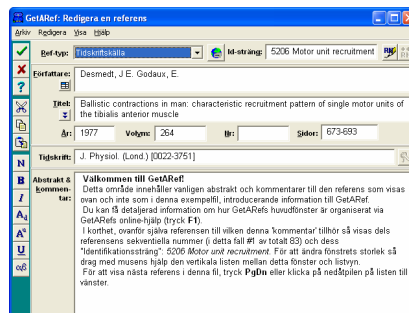 GetARef: Redigera en referens
Arkiv Redigera Visa Hjälp
Ref-typ: Tidskriftskälla Id-sträng: 5206 Motor unit recruitment
Författare: Desmedt, J E. Godaux, E.
Titel: Ballistic contractions in man: characteristic recruitment pattern of single motor units of
the tibialis anterior muscle
År: 1977 Volym: 264 Nr: Sidor: 673-693
Tidskrift: J. Physiol. (Lond.) [0022-3751]
Abstrakt &
kommen-
tar:
Välkommen till GetARef!
Detta område innehåller vanligen abstrakt och kommentarer till den referens som visas
ovan och inte som i denna exempelfil, introducerande information till GetARef.
Du kan få detaljerad information om hur GetARefs huvudfönster är organiserat via
GetARefs online-hjälp (tryck F1).
I korthet, ovanför själva referensen till vilken denna 'kommentar' tillhör så visas dels
referensens sekventiella nummer (i detta fall #1 av totalt 83) och dess
"Identifikationssträng": 5206 Motor unit recruitment. För att ändra fönstrets storlek så
drag med musens hjälp den vertikala listen mellan detta fönster och listvyn.
För att visa nästa referens i denna fil, tryck PgDn eller klicka på nedåtpilen på listen till
vänster.
N
B
I
U
αβ